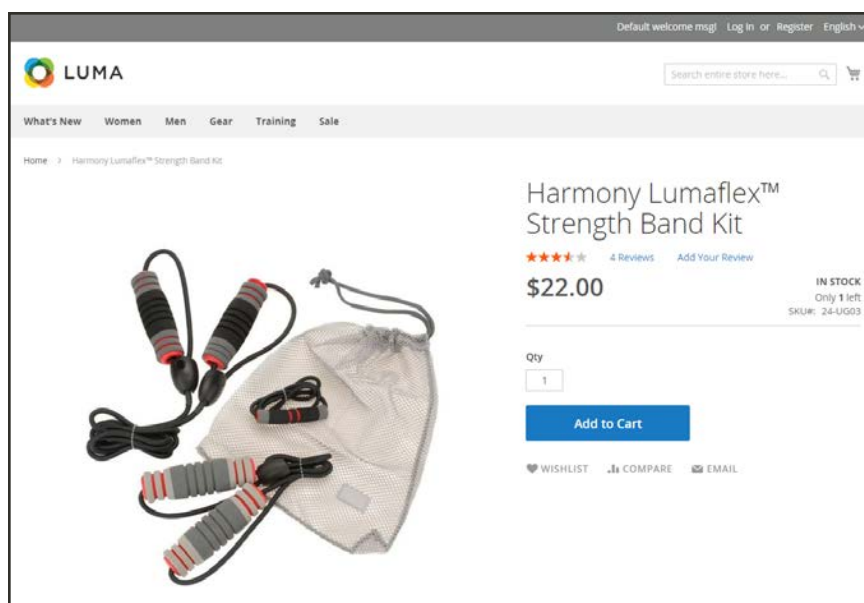 Default welcome msg! Log In or Register English
LUMA
Search entire store here...
What's New Women Men Gear Training Sale
Home > Harmony Lumaflex™ Strength Band Kit
Harmony Lumaflex™
Strength Band Kit
4 Reviews Add Your Review
$22.00
IN STOCK
Only 1 left
SKU#: 24-UG03
Qty
1
Add to Cart
WISHLIST COMPARE EMAIL